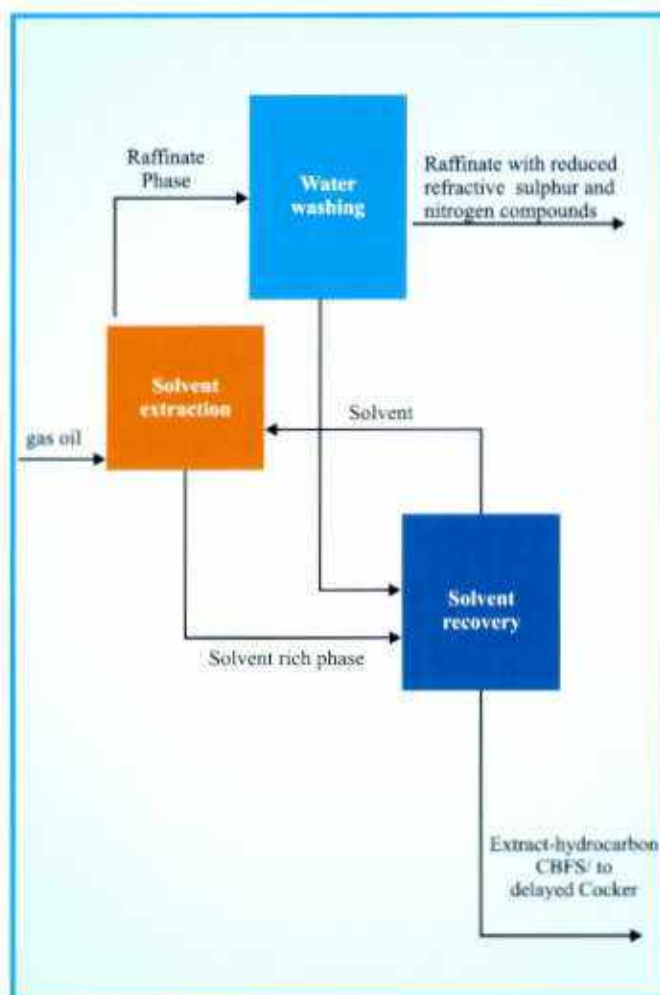 Raffinate
Phase
Water
washing
Raffinate with reduced
refractive sulphur and
nitrogen compounds
Solvent
extraction
Solvent
gas oil
Solvent
recovery
Solvent rich phase
Extract-hydrocarbon
CBFS/ to
delayed Cocker